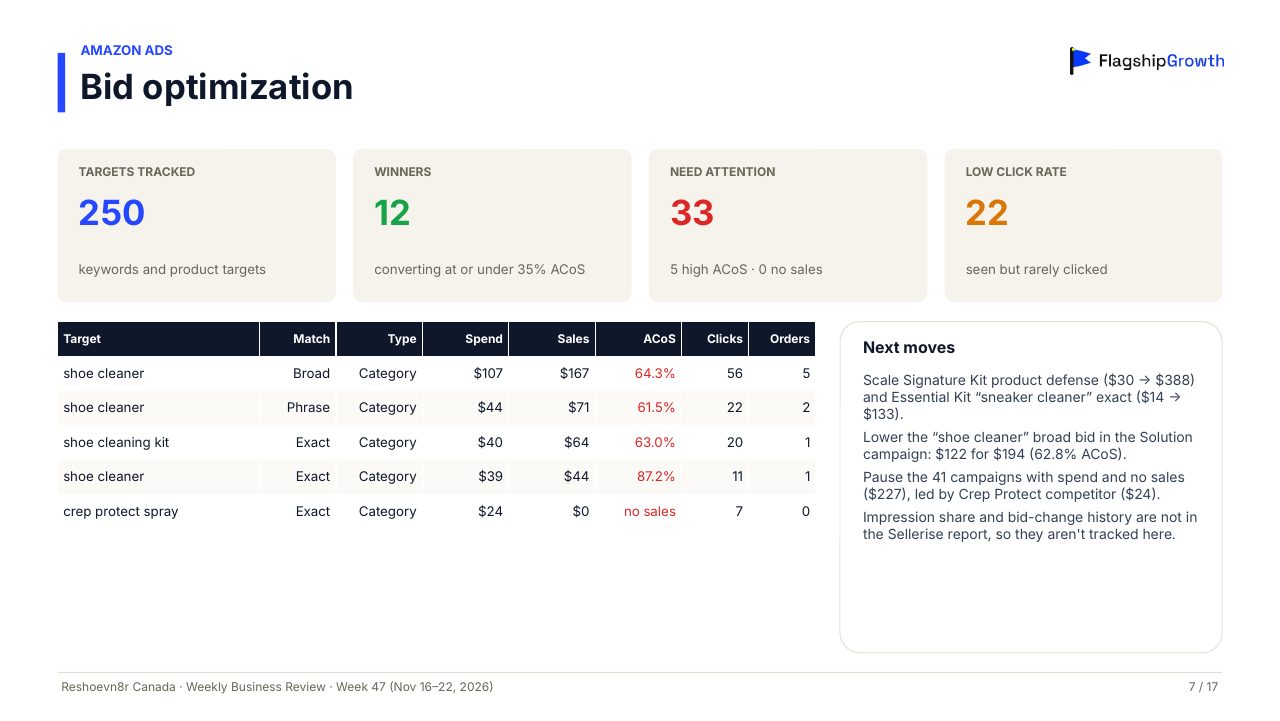 AMAZON ADS
Bid optimization
FlagshipGrowth
TARGETS TRACKED
250
keywords and product targets
WINNERS
12
converting at or under 35% ACoS
NEED ATTENTION
33
5 high ACoS · 0 no sales
LOW CLICK RATE
22
seen but rarely clicked
Target Match Type Spend Sales ACoS Clicks Orders
shoe cleaner Broad Category $107 $167 64.3% 56 5
shoe cleaner Phrase Category $44 $71 61.5% 22 2
shoe cleaning kit Exact Category $40 $64 63.0% 20 1
shoe cleaner Exact Category $39 $44 87.2% 11 1
crep protect spray Exact Category $24 $0 no sales 7 0
Next moves
Scale Signature Kit product defense ($30 → $388)
and Essential Kit “sneaker cleaner” exact ($14 →
$133).
Lower the “shoe cleaner” broad bid in the Solution
campaign: $122 for $194 (62.8% ACoS).
Pause the 41 campaigns with spend and no sales
($227), led by Crep Protect competitor ($24).
Impression share and bid-change history are not in
the Sellerise report, so they aren't tracked here.
Reshoevn8r Canada · Weekly Business Review · Week 47 (Nov 16–22, 2026)
7 / 17